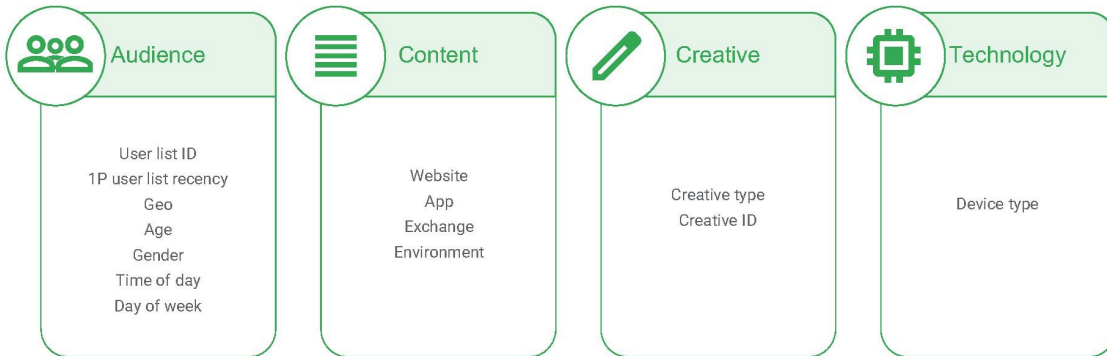 Audience
User list ID
1P user list recency
Geo
Age
Gender
Time of day
Day of week
Content
Website
App
Exchange
Environment
Creative
Creative type
Creative ID
Technology
Device type